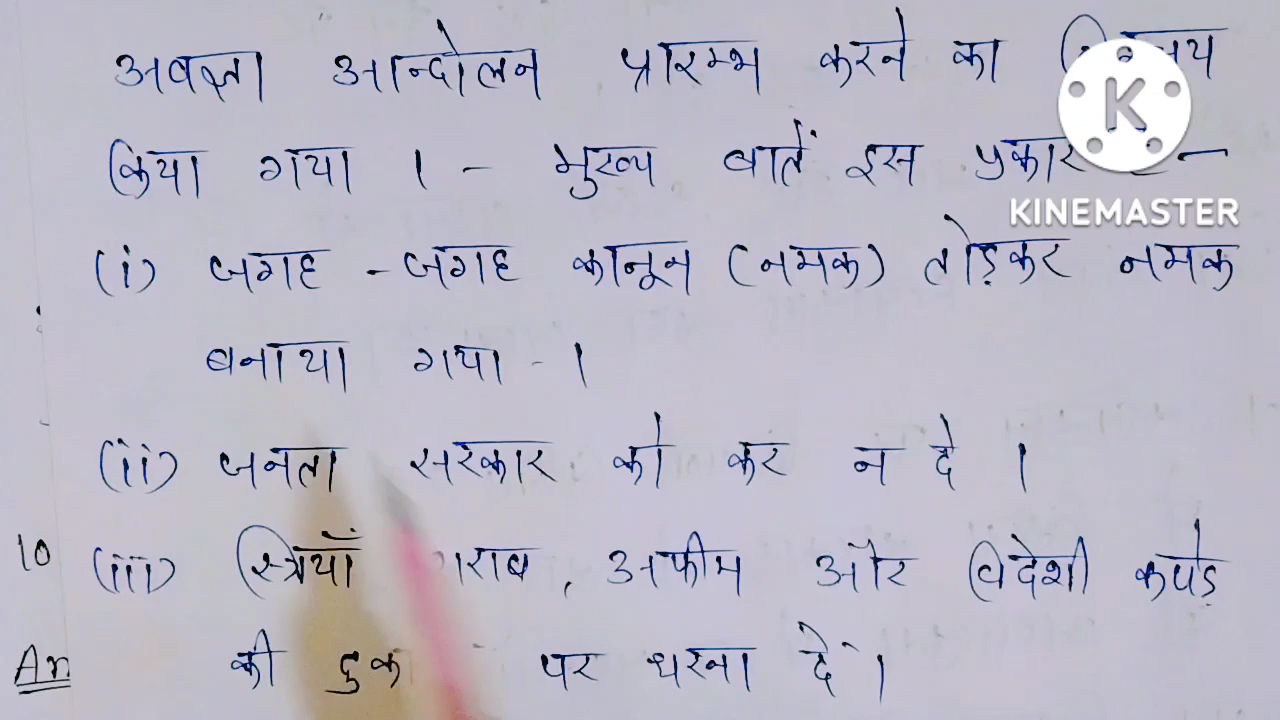 अवज्ञा आन्दोलन प्रारम्भ करने का
किया गया । - मुख्य बातें इस प्रकार
KINEMASTER
(i) जगह - जगह कानून (नमक) तोड़कर नमक
बनाया गया - ।
(ii) जनता सरकार को कर न दे ।
10 (iii) स्त्रियाँ , अफीम और विदेशी कपड़े
An की पर धरना दें ।